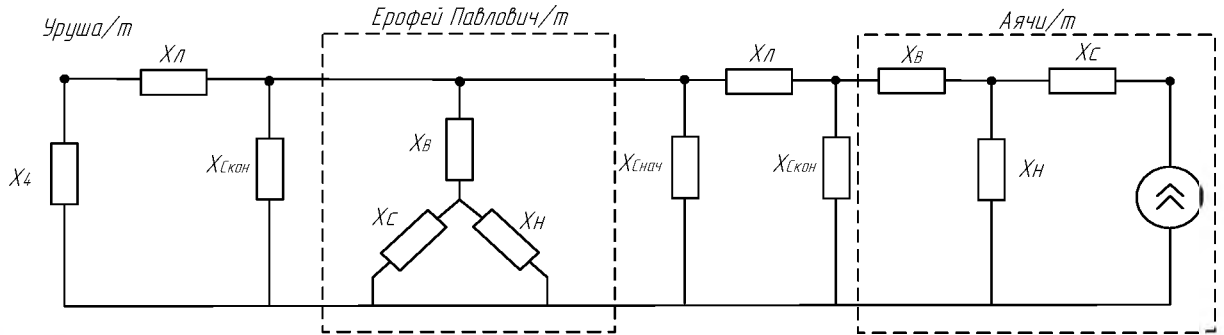 Уруша/т
Ерофей Павлович/т
Аячи/т
Xл
Xл
Xв
Xс
X4
XСкон
Xв
XСнач
XСкон
Xн
Xс
Xн